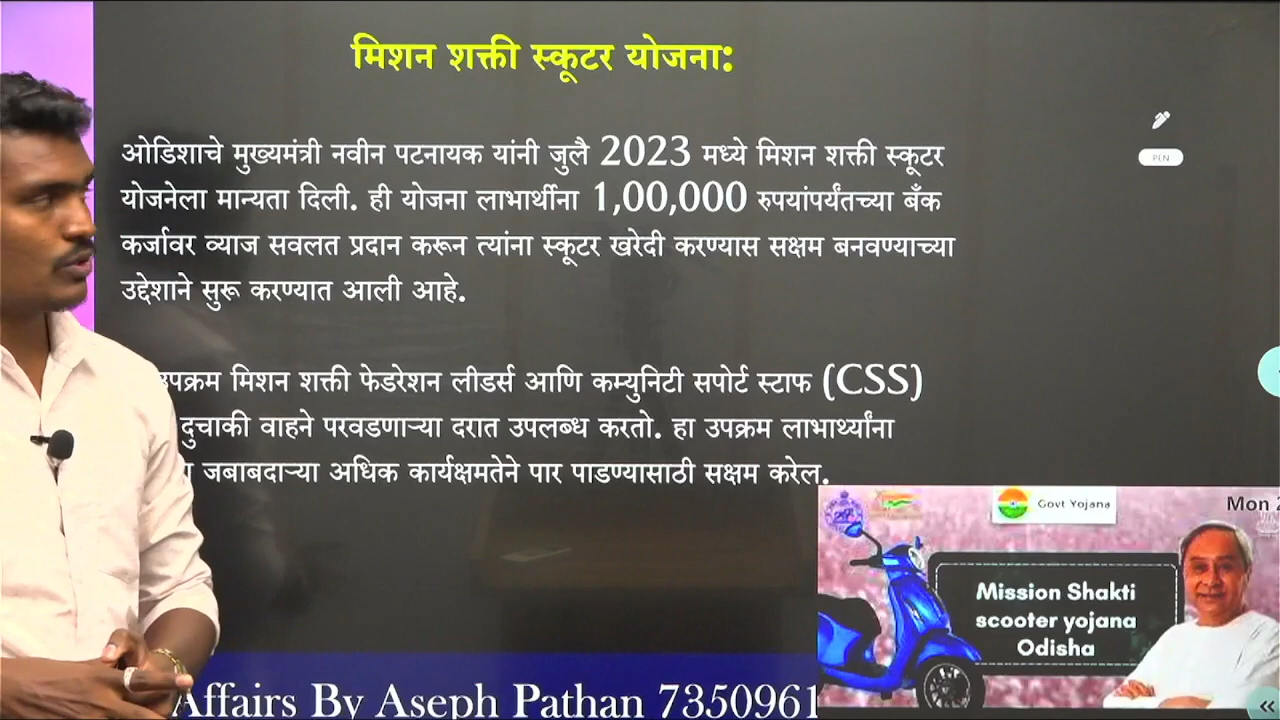 मिशन शक्ती स्कूटर योजना:
ओडिशाचे मुख्यमंत्री नवीन पटनायक यांनी जुलै 2023 मध्ये मिशन शक्ती स्कूटर
योजनेला मान्यता दिली. ही योजना लाभार्थींना 1,00,000 रुपयांपर्यंतच्या बँक
कर्जावर व्याज सवलत प्रदान करून त्यांना स्कूटर खरेदी करण्यास सक्षम बनवण्याच्या
उद्देशाने सुरू करण्यात आली आहे.
उपक्रम मिशन शक्ती फेडरेशन लीडर्स आणि कम्युनिटी सपोर्ट स्टाफ (CSS)
दुचाकी वाहने परवडणाऱ्या दरात उपलब्ध करतो. हा उपक्रम लाभार्थ्यांना
जबाबदाऱ्या अधिक कार्यक्षमतेने पार पाडण्यासाठी सक्षम करेल.
PEN
Govt Yojana
Mon
Mission Shakti
scooter yojana
Odisha
Affairs By Aseph Pathan 7350961